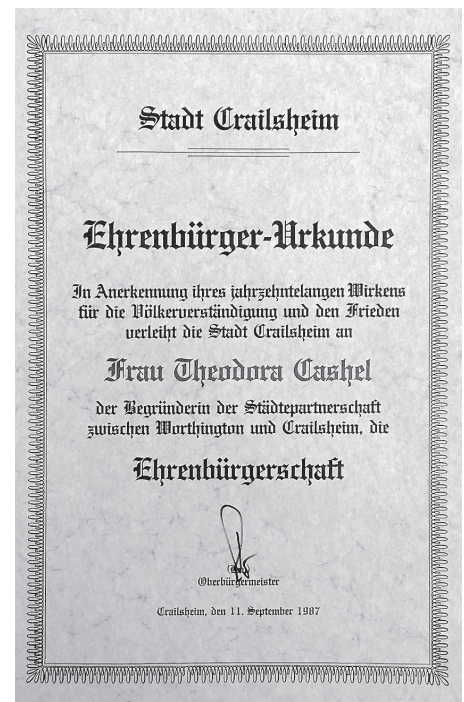 Stadt Crailsheim
Ehrenbürger-Urkunde
In Anerkennung ihres jahrzehntelangen Wirkens
für die Völkerverständigung und den Frieden
verleiht die Stadt Crailsheim an
Frau Theodora Cashel
der Begründerin der Städtepartnerschaft
zwischen Worthington und Crailsheim, die
Ehrenbürgerschaft
Oberbürgermeister
Crailsheim, den 11. September 1987